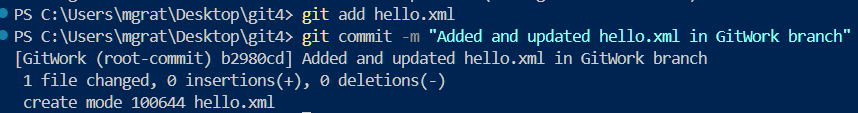 PS C:\Users\mgrat\Desktop\git4> git add hello.xml
PS C:\Users\mgrat\Desktop\git4> git commit -m "Added and updated hello.xml in GitWork branch"
[GitWork (root-commit) b2980cd] Added and updated hello.xml in GitWork branch
 1 file changed, 0 insertions(+), 0 deletions(-)
 create mode 100644 hello.xml